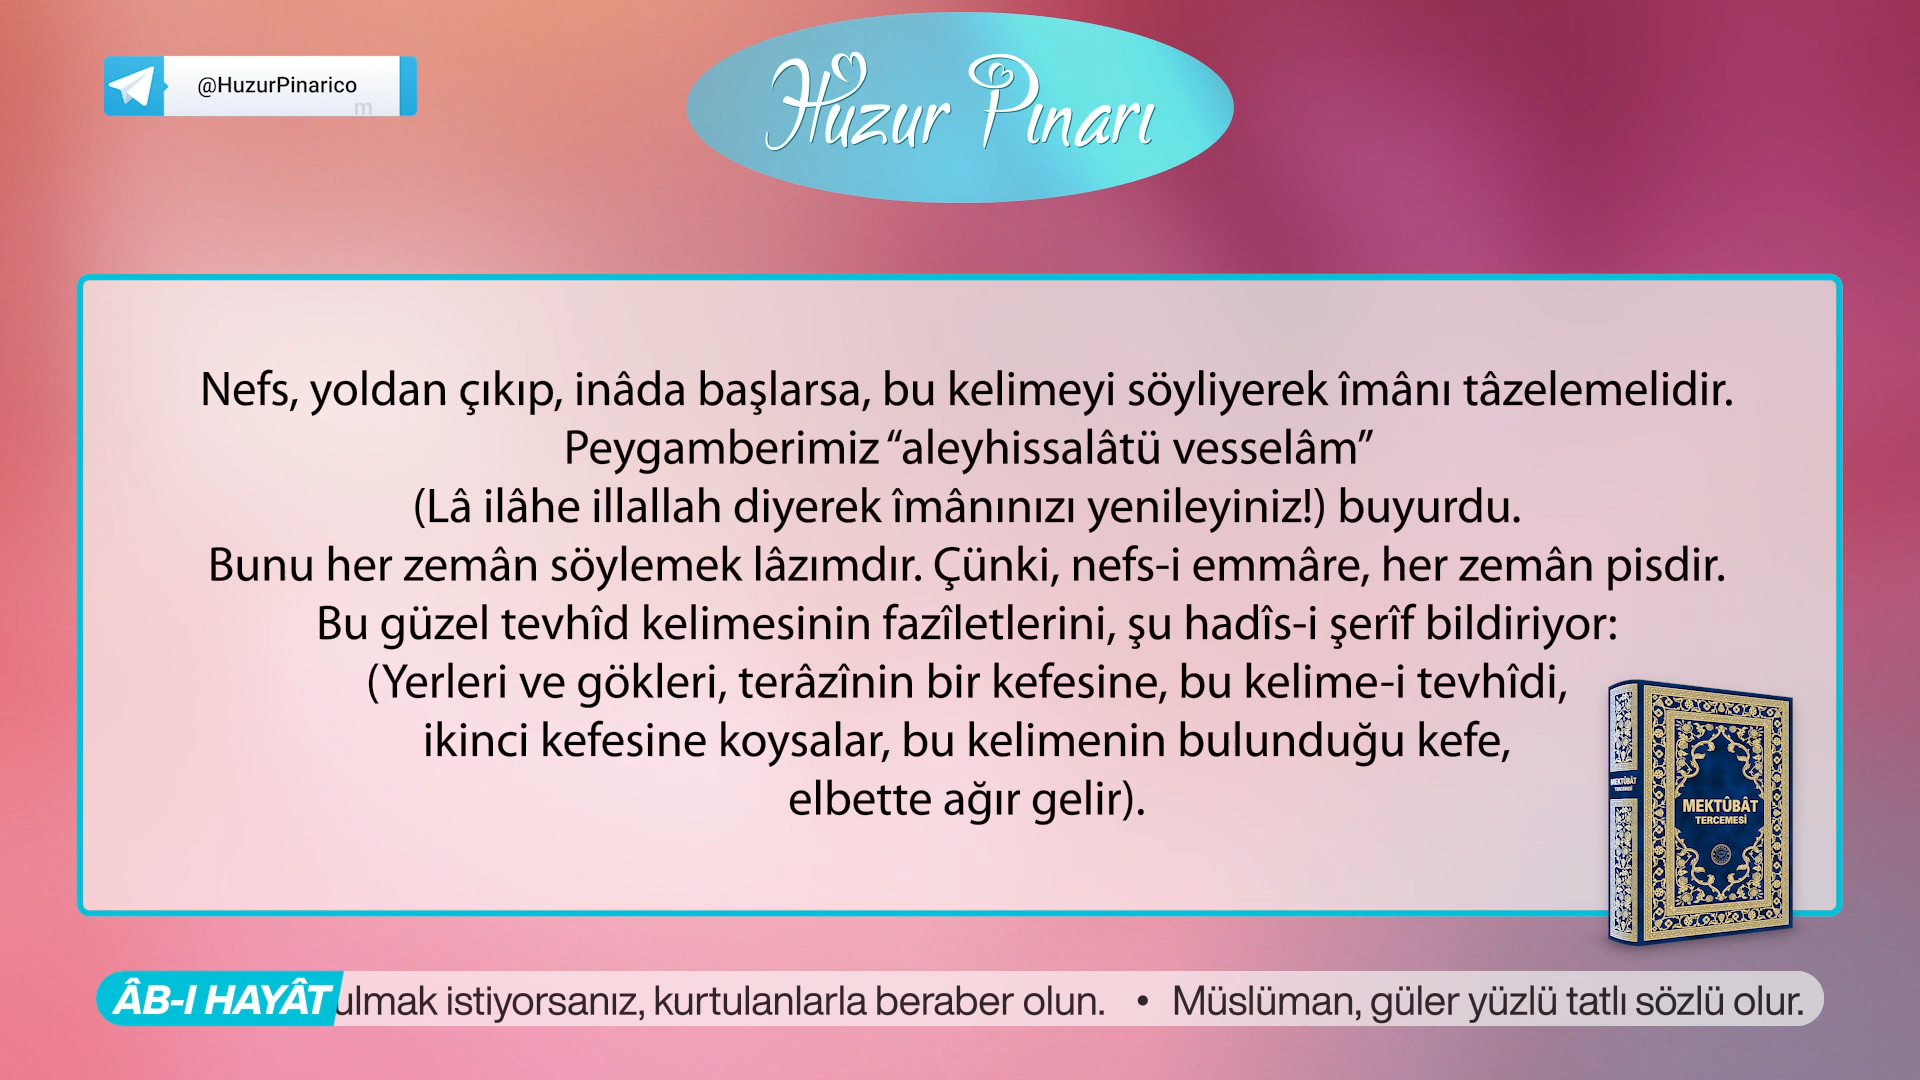 @HuzurPinarico
m
Huzur Pınarı
Nefs, yoldan çıkıp, inâda başlarsa, bu kelimeyi söyliyerek îmânı tâzelemelidir.
Peygamberimiz “aleyhissalâtü vesselâm”
(Lâ ilâhe illallah diyerek îmânınızı yenileyiniz!) buyurdu.
Bunu her zemân söylemek lâzımdır. Çünki, nefs-i emmâre, her zemân pisdir.
Bu güzel tevhîd kelimesinin fazîletlerini, şu hadîs-i şerîf bildiriyor:
(Yerleri ve gökleri, terâzînin bir kefesine, bu kelime-i tevhîdi,
ikinci kefesine koysalar, bu kelimenin bulunduğu kefe,
elbette ağır gelir).
MEKTÛBÂT
TERCEMESİ
MEKTÛBÂT
TERCEMESİ
ÂB-I HAYÂT ulmak istiyorsanız, kurtulanlarla beraber olun. • Müslüman, güler yüzlü tatlı sözlü olur.